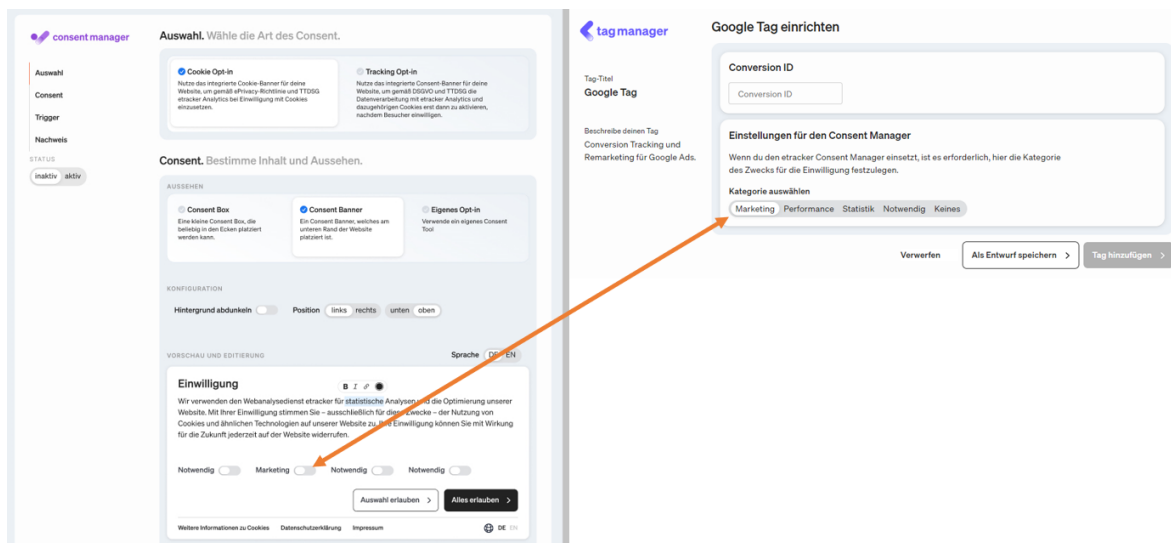 consent manager
Auswahl
Consent
Trigger
Nachweis
STATUS
inaktiv aktiv
Auswahl. Wähle die Art des Consent.
Cookie Opt-in
Nutze das integrierte Cookie-Banner für deine
Website, um gemäß ePrivacy-Richtlinie und TTDSG
etracker Analytics bei Einwilligung mit Cookies
einzusetzen.
Tracking Opt-in
Nutze das integrierte Consent-Banner für deine
Website, um gemäß DSGVO und TTDSG die
Datenverarbeitung mit etracker Analytics und
dazugehörigen Cookies erst dann zu aktivieren,
nachdem Besucher einwilligen.
Consent. Bestimme Inhalt und Aussehen.
AUSSEHEN
Consent Box
Eine kleine Consent Box, die
beliebig in den Ecken platziert
werden kann.
Consent Banner
Ein Consent Banner, welches am
unteren Rand der Website
platziert ist.
Eigenes Opt-in
Verwende ein eigenes Consent
Tool
KONFIGURATION
Hintergrund abdunkeln Position links rechts unten oben
VORSCHAU UND EDITIERUNG Sprache DE EN
Einwilligung
B I
Wir verwenden den Webanalysedienst etracker für statistische Analysen und die Optimierung unserer
Website. Mit Ihrer Einwilligung stimmen Sie – ausschließlich für diese Zwecke – der Nutzung von
Cookies und ähnlichen Technologien auf unserer Website zu. Ihre Einwilligung können Sie mit Wirkung
für die Zukunft jederzeit auf der Website widerrufen.
Notwendig Marketing Notwendig Notwendig
Auswahl erlauben > Alles erlauben >
Weitere Informationen zu Cookies Datenschutzerklärung Impressum DE EN
tag manager
Tag-Titel
Google Tag
Beschreibe deinen Tag
Conversion Tracking und
Remarketing für Google Ads.
Google Tag einrichten
Conversion ID
Conversion ID
Einstellungen für den Consent Manager
Wenn du den etracker Consent Manager einsetzt, ist es erforderlich, hier die Kategorie
des Zwecks für die Einwilligung festzulegen.
Kategorie auswählen
Marketing Performance Statistik Notwendig Keines
Verwerfen Als Entwurf speichern > Tag hinzufügen >